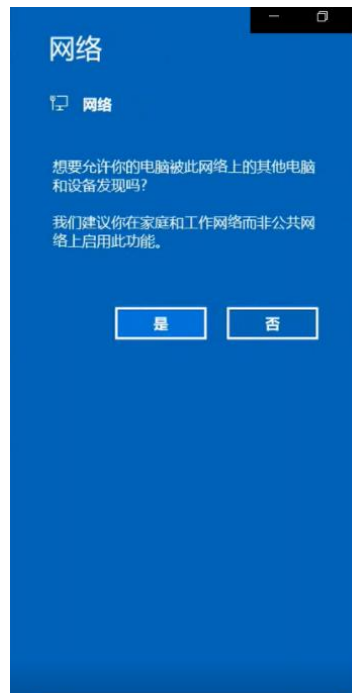 网络
网络
想要允许你的电脑被此网络上的其他电脑
和设备发现吗?
我们建议你在家庭和工作网络而非公共网
络上启用此功能。
是
否